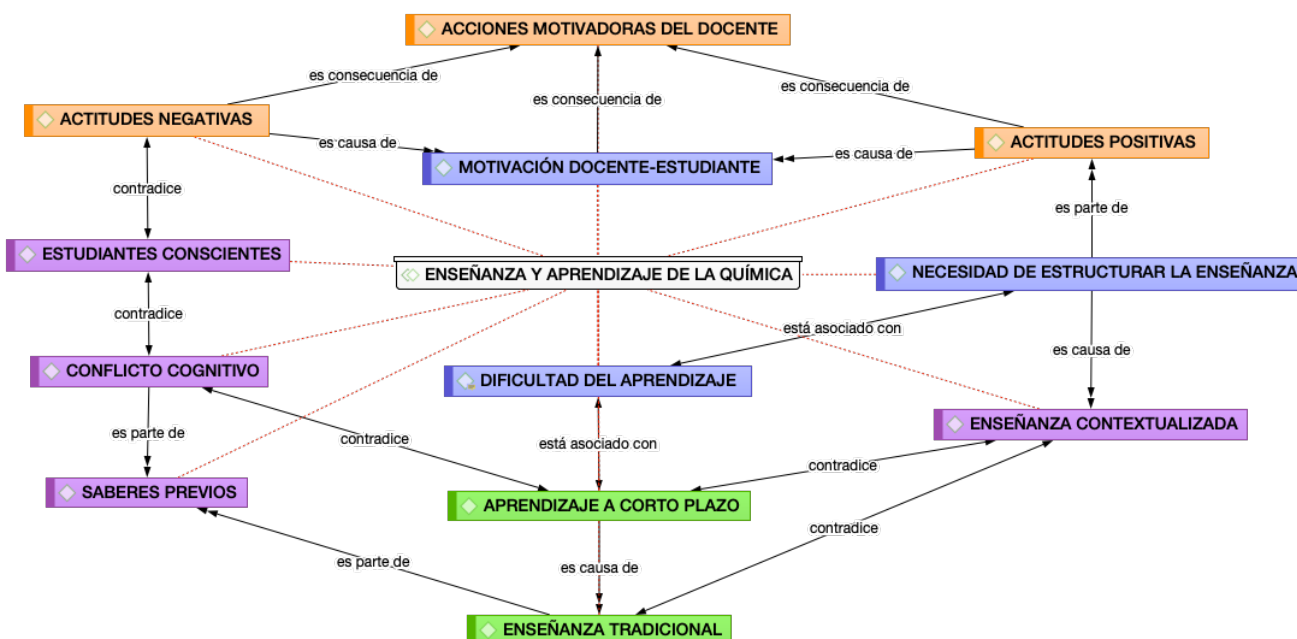 ACCIONES MOTIVADORAS DEL DOCENTE
es consecuencia de
es consecuencia de
es consecuencia de
ACTITUDES NEGATIVAS
ACTITUDES POSITIVAS
es causa de
es causa de
MOTIVACIÓN DOCENTE-ESTUDIANTE
contradice
es parte de
ESTUDIANTES CONSCIENTES
ENSEÑANZA Y APRENDIZAJE DE LA QUÍMICA
NECESIDAD DE ESTRUCTURAR LA ENSEÑANZA
contradice
está asociado con
es causa de
CONFLICTO COGNITIVO
DIFICULTAD DEL APRENDIZAJE
ENSEÑANZA CONTEXTUALIZADA
es parte de
contradice
está asociado con
contradice
SABERES PREVIOS
APRENDIZAJE A CORTO PLAZO
contradice
es parte de
es causa de
ENSEÑANZA TRADICIONAL